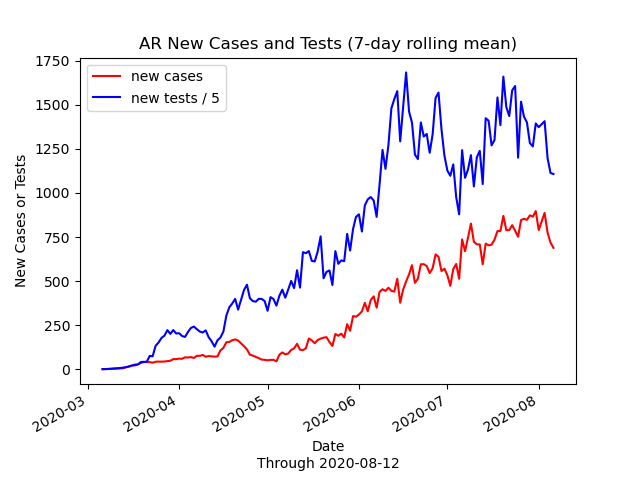 AR New Cases and Tests (7-day rolling mean)
new cases
new tests / 5
1750
1500
1250
1000
750
500
250
0
New Cases or Tests
2020-03
2020-04
2020-05
2020-06
2020-07
2020-08
Date
Through 2020-08-12